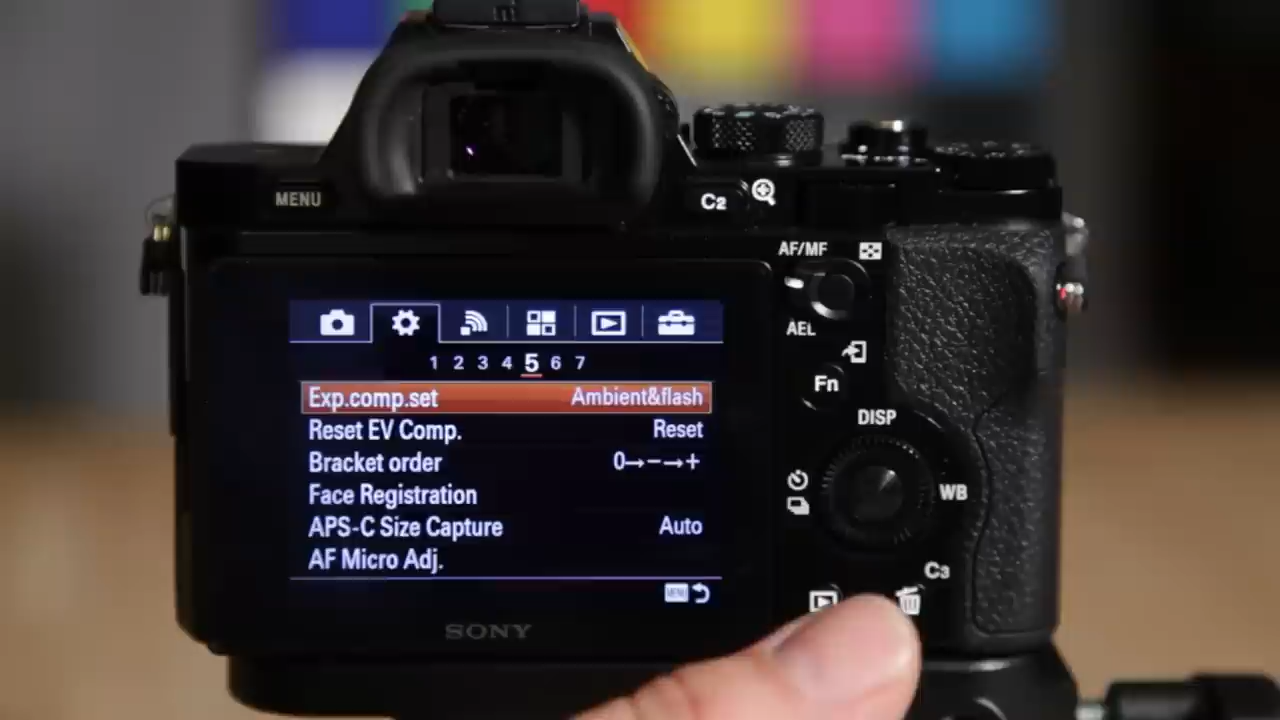 MENU
C2
AF/MF
AEL
Fn
DISP
WB
C3
1 2 3 4 5 6 7
Exp.comp.set Ambient&flash
Reset EV Comp. Reset
Bracket order 0→−→+
Face Registration
APS-C Size Capture Auto
AF Micro Adj.
MENU
SONY